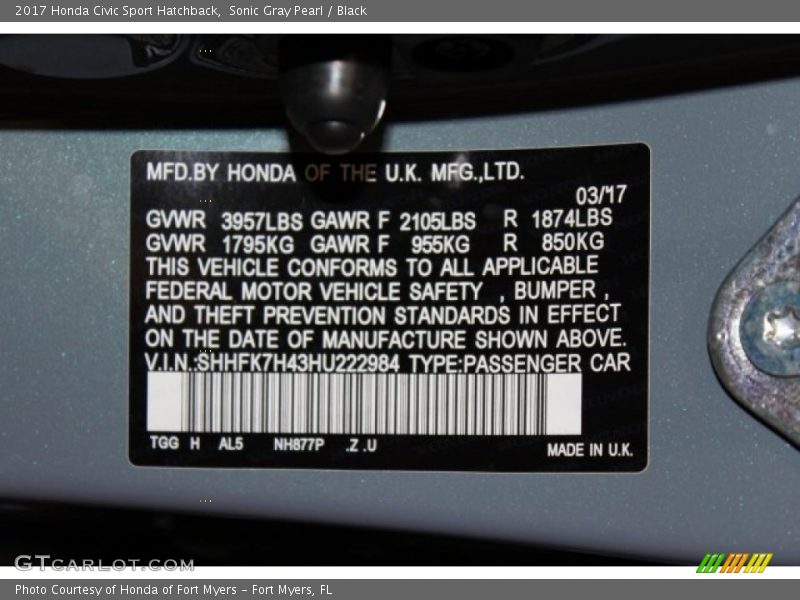 2017 Honda Civic Sport Hatchback,  Sonic Gray Pearl / Black
MFD.BY HONDA OF THE U.K. MFG.,LTD.
03/17
GVWR 3957LBS GAWR F 2105LBS R 1874LBS
GVWR 1795KG GAWR F 955KG R 850KG
THIS VEHICLE CONFORMS TO ALL APPLICABLE
FEDERAL MOTOR VEHICLE SAFETY , BUMPER ,
AND THEFT PREVENTION STANDARDS IN EFFECT
ON THE DATE OF MANUFACTURE SHOWN ABOVE.
V.I.N.:SHHFK7H43HU222984 TYPE:PASSENGER CAR
TGG H AL5 NH877P .Z .U
MADE IN U.K.
GTCARLOT.COM
Photo Courtesy of Honda of Fort Myers – Fort Myers, FL